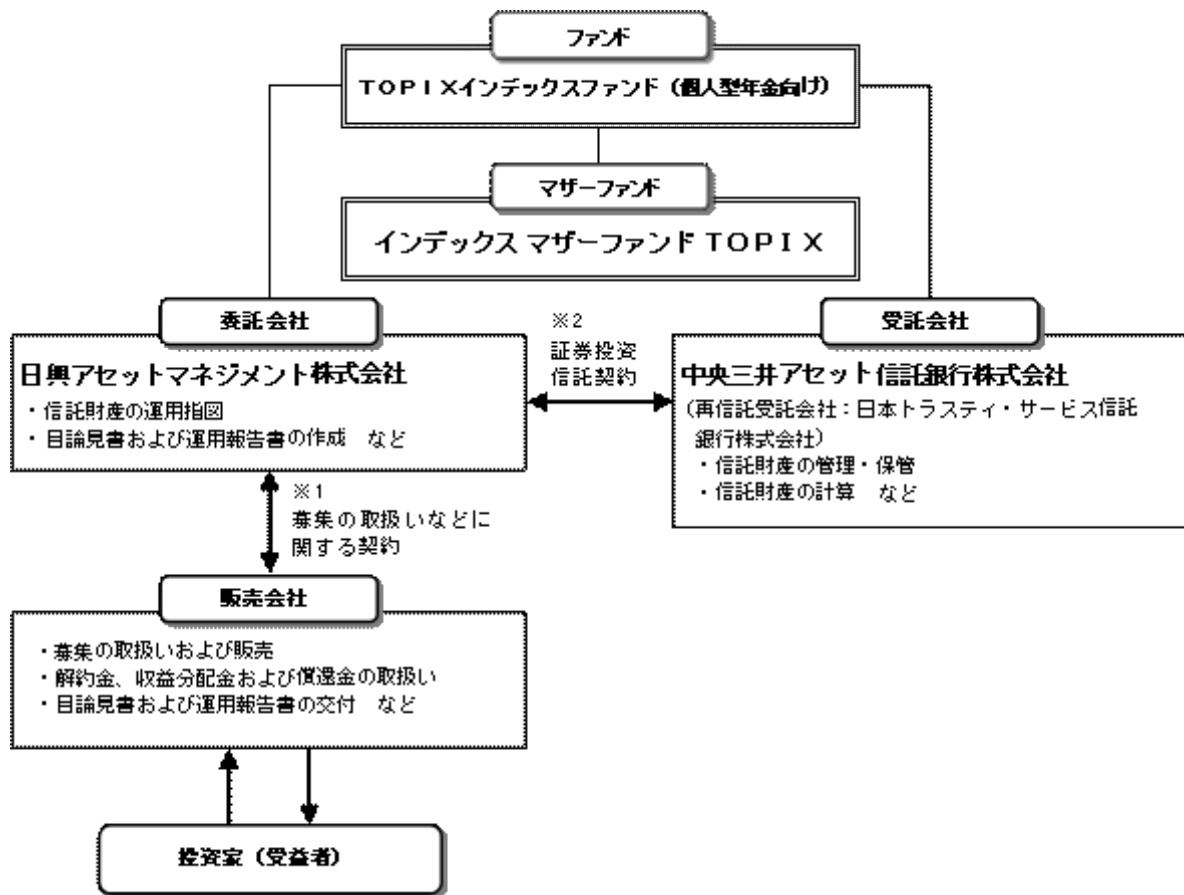 ファンド
TOPIXインデックスファンド（個人型年金向け）
マザーファンド
インデックス マザーファンド TOPIX
委託会社
日興アセットマネジメント株式会社
・信託財産の運用指図
・目論見書および運用報告書の作成　など
※2
証券投資
信託契約
受託会社
中央三井アセット信託銀行株式会社
（再信託受託会社：日本トラスティ・サービス信託
銀行株式会社）
・信託財産の管理・保管
・信託財産の計算　など
※1
募集の取扱いなどに
関する契約
販売会社
・募集の取扱いおよび販売
・解約金、収益分配金および償還金の取扱い
・目論見書および運用報告書の交付　など
投資家（受益者）